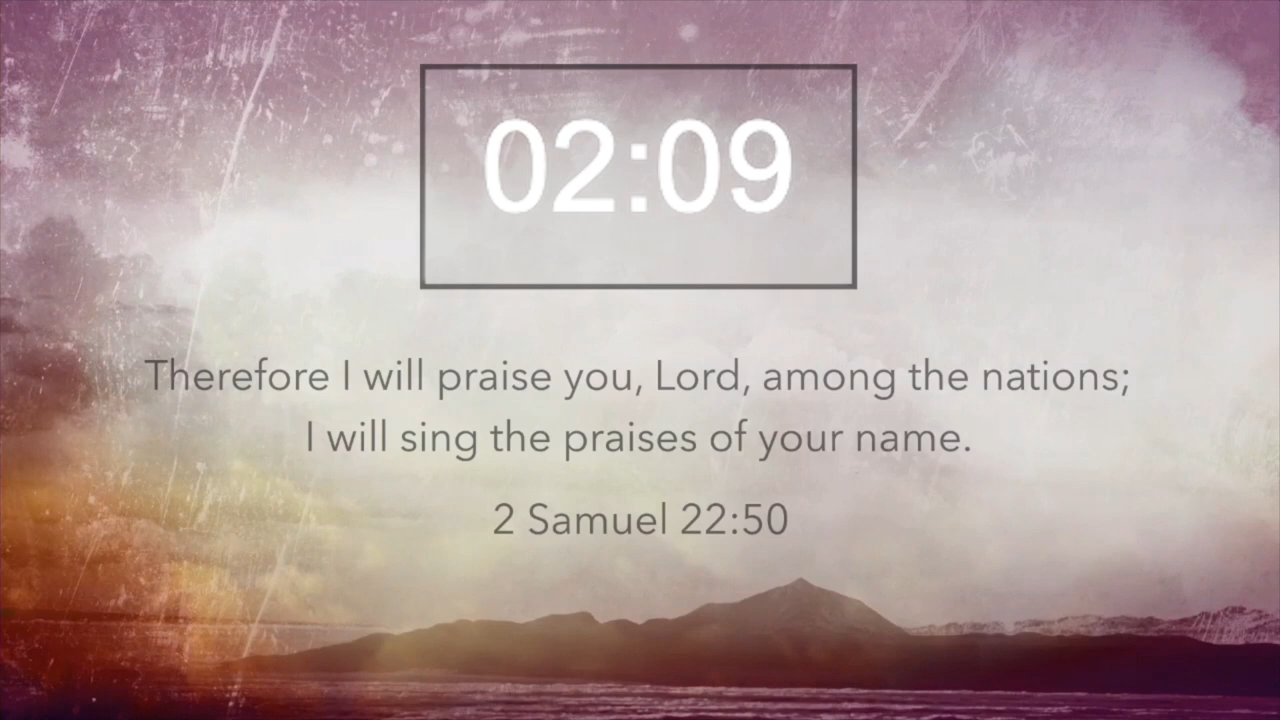 02:09
Therefore I will praise you, Lord, among the nations;
I will sing the praises of your name.
2 Samuel 22:50